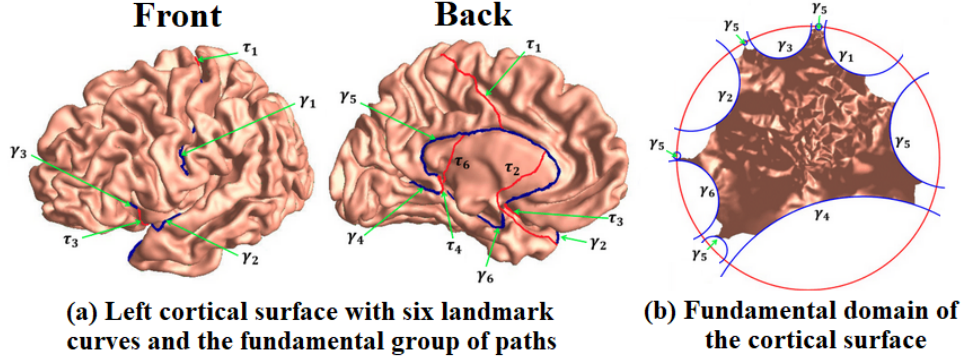 Front
Back
τ1
γ1
γ3
τ3
γ2
τ1
γ5
τ6
τ2
τ3
γ4
τ4
γ6
γ2
γ5
γ5
γ3
γ1
γ2
γ5
γ5
γ6
γ4
γ5
(a) Left cortical surface with six landmark
curves and the fundamental group of paths
(b) Fundamental domain of
the cortical surface